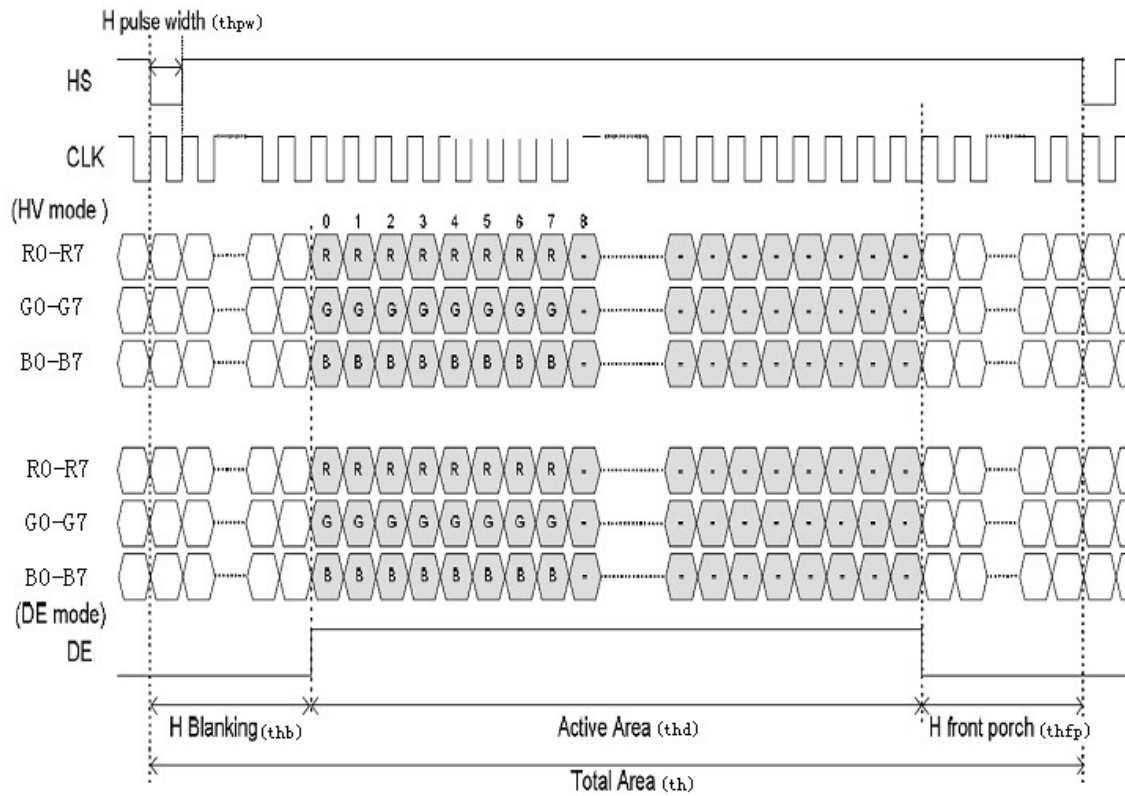 H pulse width (thpw)
HS
CLK
(HV mode )
0 1 2 3 4 5 6 7 8
R0-R7 R R R R R R R R - - - - - - - - -
G0-G7 G G G G G G G G - - - - - - - - -
B0-B7 B B B B B B B B - - - - - - - - -
R0-R7 R R R R R R R R - - - - - - - - -
G0-G7 G G G G G G G G - - - - - - - - -
B0-B7 B B B B B B B B - - - - - - - - -
(DE mode)
DE
H Blanking (thb) Active Area (thd) H front porch (thfp)
Total Area (th)